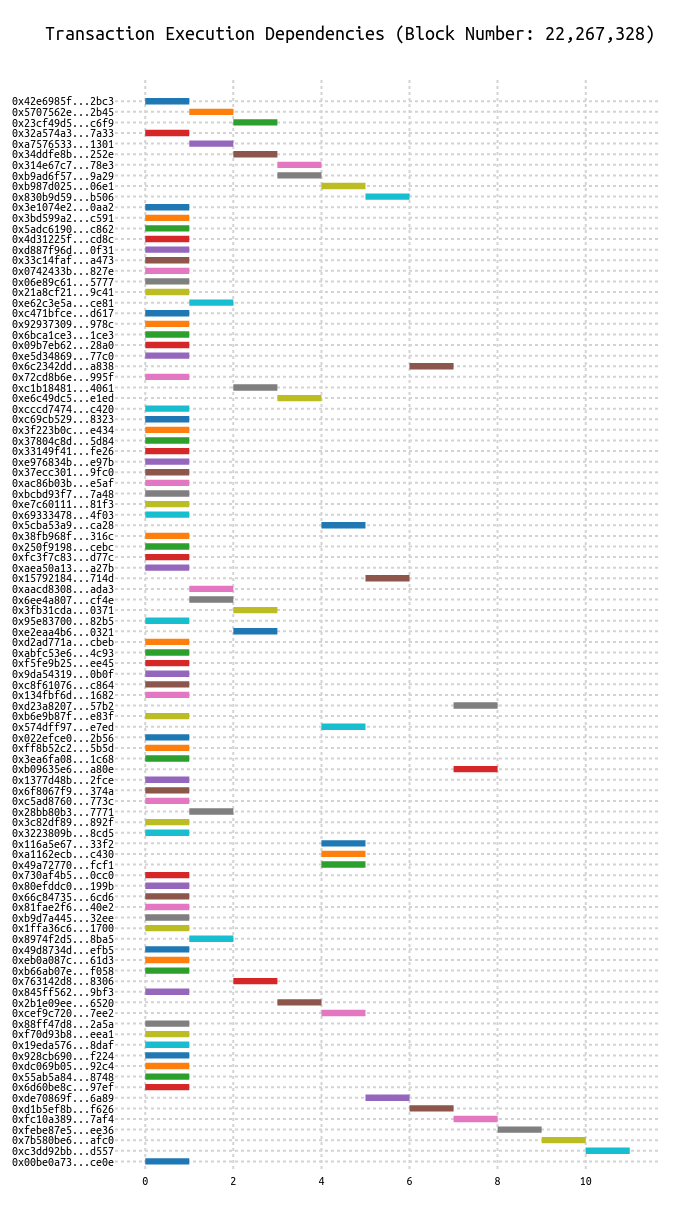 Transaction Execution Dependencies (Block Number: 22,267,328)
0x42e6985f...2bc3
0x5707562e...2b45
0x23cf49d5...c6f9
0x32a574a3...7a33
0xa7576533...1301
0x34ddfe8b...252e
0x314e67c7...78e3
0xb9ad6f57...9a29
0xb987d025...06e1
0x830b9d59...b506
0x3e1074e2...0aa2
0x3bd599a2...c591
0x5adc6190...c862
0x4d31225f...cd8c
0xd887f96d...0f31
0x33c14faf...a473
0x0742433b...827e
0x06e89c61...5777
0x21a8cf21...9c41
0xe62c3e5a...ce81
0xc471bfce...d617
0x92937309...978c
0x6bca1ce3...1ce3
0x09b7eb62...28a0
0xe5d34869...77c0
0x6c2342dd...a838
0x72cd8b6e...995f
0xc1b18481...4061
0xe6c49dc5...e1ed
0xcccd7474...c420
0xc69cb529...8323
0x3f223b0c...e434
0x37804c8d...5d84
0x33149f41...fe26
0xe976834b...e97b
0x37ecc301...9fc0
0xac86b03b...e5af
0xbcbd93f7...7a48
0xe7c60111...81f3
0x69333478...4f03
0x5cba53a9...ca28
0x38fb968f...316c
0x250f9198...cebc
0xfc3f7c83...d77c
0xaea50a13...a27b
0x15792184...714d
0xaacd8308...ada3
0x6ee4a807...cf4e
0x3fb31cda...0371
0x95e83700...82b5
0xe2eaa4b6...0321
0xd2ad771a...cbeb
0xabfc53e6...4c93
0xf5fe9b25...ee45
0x9da54319...0b0f
0xc8f61076...c864
0x134fbf6d...1682
0xd23a8207...57b2
0xb6e9b87f...e83f
0x574dff97...e7ed
0x022efce0...2b56
0xff8b52c2...5b5d
0x3ea6fa08...1c68
0xb09635e6...a80e
0x1377d48b...2fce
0x6f8067f9...374a
0xc5ad8760...773c
0x28bb80b3...7771
0x3c82df89...892f
0x3223809b...8cd5
0x116a5e67...33f2
0xa1162ecb...c430
0x49a72770...fcf1
0x730af4b5...0cc0
0x80efddc0...199b
0x66c84735...6cd6
0x81fae2f6...40e2
0xb9d7a445...32ee
0x1ffa36c6...1700
0x8974f2d5...8ba5
0x49d8734d...efb5
0xeb0a087c...61d3
0xb66ab07e...f058
0x763142d8...8306
0x845ff562...9bf3
0x2b1e09ee...6520
0xcef9c720...7ee2
0x88ff47d8...2a5a
0xf70d93b8...eea1
0x19eda576...8daf
0x928cb690...f224
0xdc069b05...92c4
0x55ab5a84...8748
0x6d60be8c...97ef
0xde70869f...6a89
0xd1b5ef8b...f626
0xfc10a389...7af4
0xfebe87e5...ee36
0x7b580be6...afc0
0xc3dd92bb...d557
0x00be0a73...ce0e
0 2 4 6 8 10